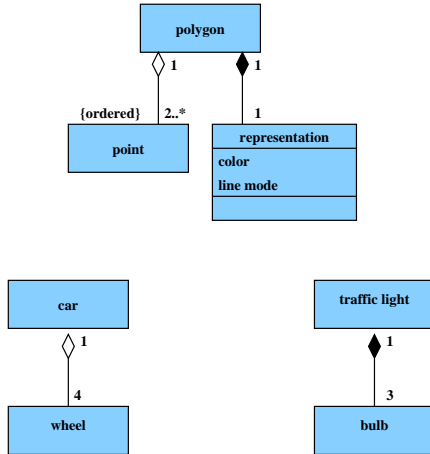 polygon
1 1
{ordered} 2..* 1
point
representation
color
line mode
car
traffic light
1
1
4
3
wheel
bulb